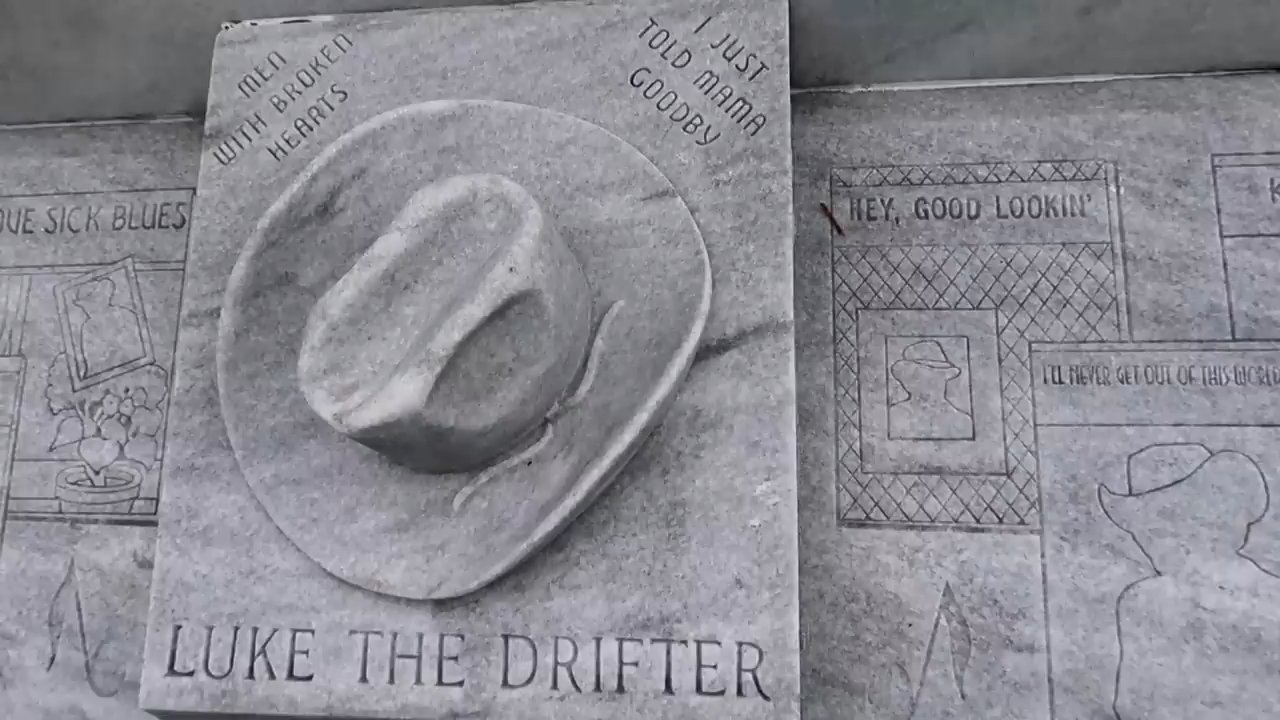 MEN
WITH BROKEN
HEARTS
I JUST
TOLD MAMA
GOODBY
SICK BLUES
HEY, GOOD LOOKIN'
I'LL NEVER GET OUT OF THIS WORLD
LUKE THE DRIFTER